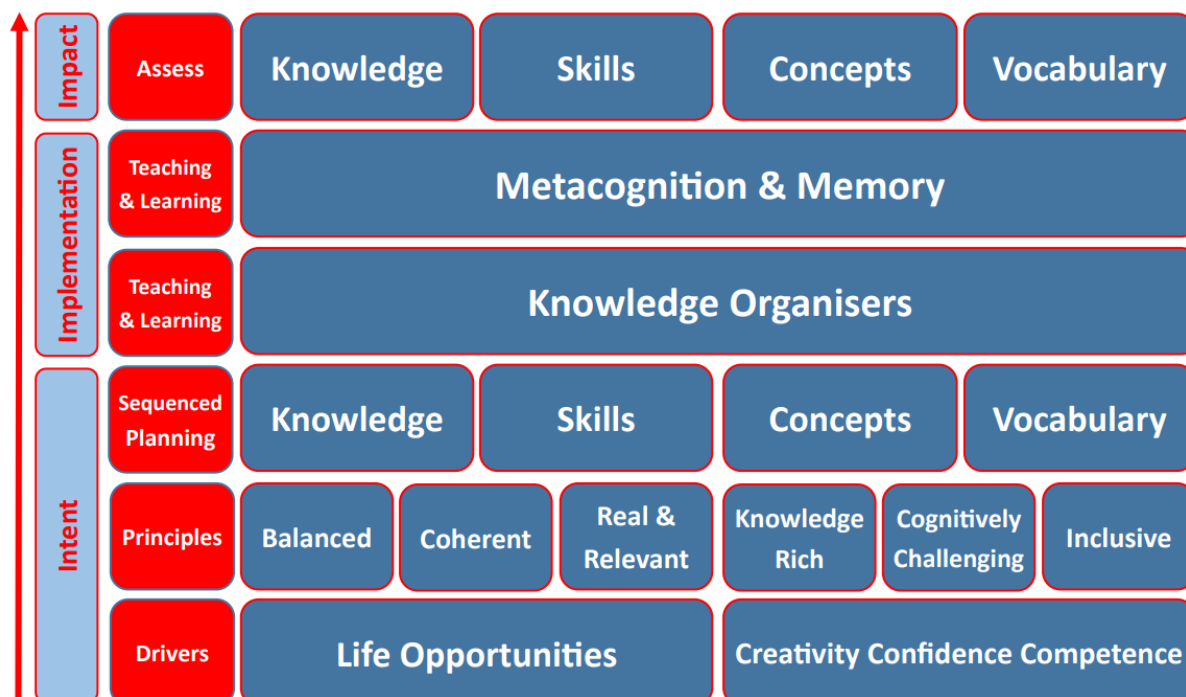 Impact
Assess
Knowledge
Skills
Concepts
Vocabulary
Implementation
Teaching
& Learning
Metacognition & Memory
Teaching
& Learning
Knowledge Organisers
Intent
Sequenced
Planning
Knowledge
Skills
Concepts
Vocabulary
Principles
Balanced
Coherent
Real &
Relevant
Knowledge
Rich
Cognitively
Challenging
Inclusive
Drivers
Life Opportunities
Creativity Confidence Competence